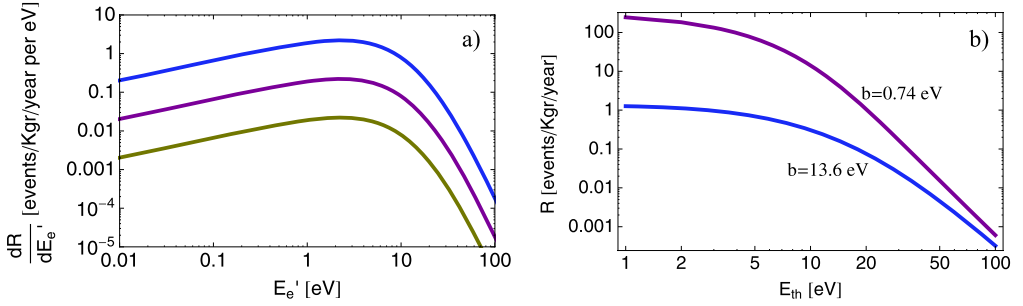 dR
dE_e' [events/Kgr/year per eV]
10
1
0.1
0.01
0.001
10⁻⁴
10⁻⁵
a)
0.01 0.1 1 10 100
E_e' [eV]
R [events/Kgr/year]
100
10
1
0.1
0.01
0.001
b)
b=0.74 eV
b=13.6 eV
1 2 5 10 20 50 100
E_th [eV]